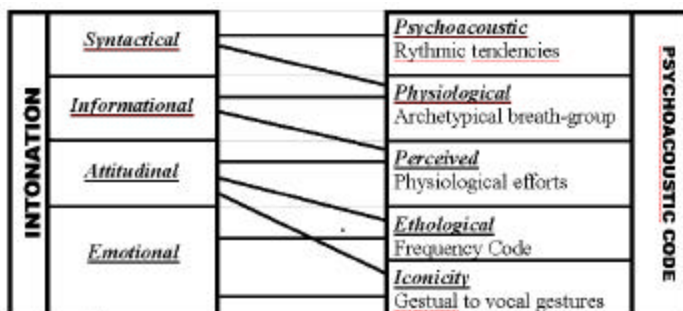 INTONATION
Syntactical
Informational
Attitudinal
Emotional
Psychoacoustic
Rythmic tendencies
Physiological
Archetypical breath-group
Perceived
Physiological efforts
Ethological
Frequency Code
Iconicity
Gestual to vocal gestures
PSYCHOACOUSTIC CODE